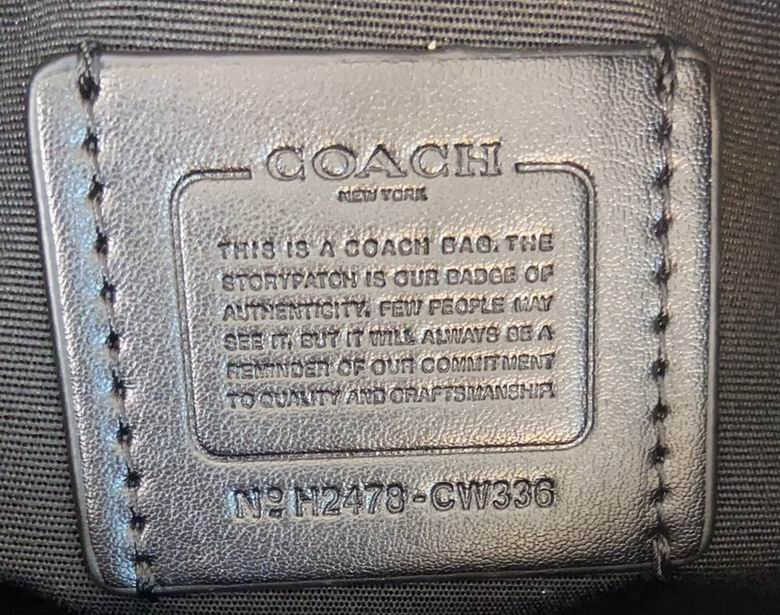 COACH
NEW YORK
THIS IS A COACH BAG. THE
STORYPATCH IS OUR BADGE OF
AUTHENTICITY. FEW PEOPLE MAY
SEE IT, BUT IT WILL ALWAYS BE A
REMINDER OF OUR COMMITMENT
TO QUALITY AND CRAFTSMANSHIP.
Nº H2478-CW336